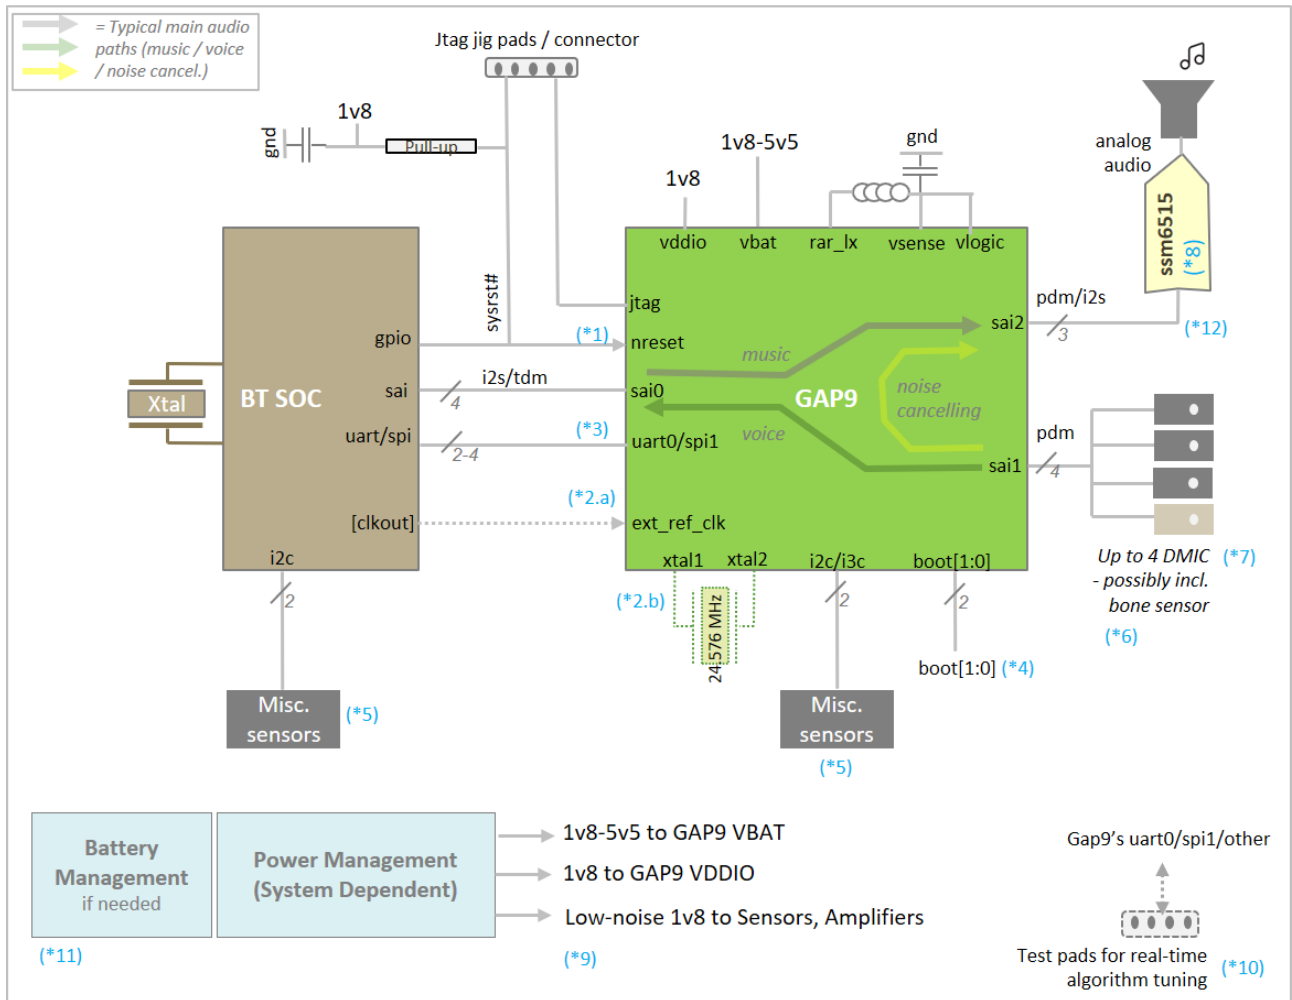 = Typical main audio
paths (music / voice
/ noise cancel.)
Jtag jig pads / connector
1v8
gnd
Pull-up
1v8-5v5
gnd
1v8
analog
audio
ssm6515
(*8)
vddio
vbat
rar_lx
vsense
vlogic
sysrst#
jtag
pdm/i2s
3
(*12)
sai2
gpio
(*1)
nreset
music
Xtal
BT SOC
sai
4
i2s/tdm
sai0
GAP9
noise
cancelling
uart/spi
2-4
(*3)
uart0/spi1
voice
pdm
4
sai1
(*2.a)
[clkout]
ext_ref_clk
i2c
2
xtal1
xtal2
i2c/i3c
2
boot[1:0]
2
Up to 4 DMIC
- possibly incl.
bone sensor
(*7)
(*6)
(*2.b)
24.576 MHz
boot[1:0] (*4)
Misc.
sensors
(*5)
Misc.
sensors
(*5)
Battery
Management
if needed
(*11)
Power Management
(System Dependent)
1v8-5v5 to GAP9 VBAT
1v8 to GAP9 VDDIO
Low-noise 1v8 to Sensors, Amplifiers
(*9)
Gap9's uart0/spi1/other
Test pads for real-time
algorithm tuning
(*10)